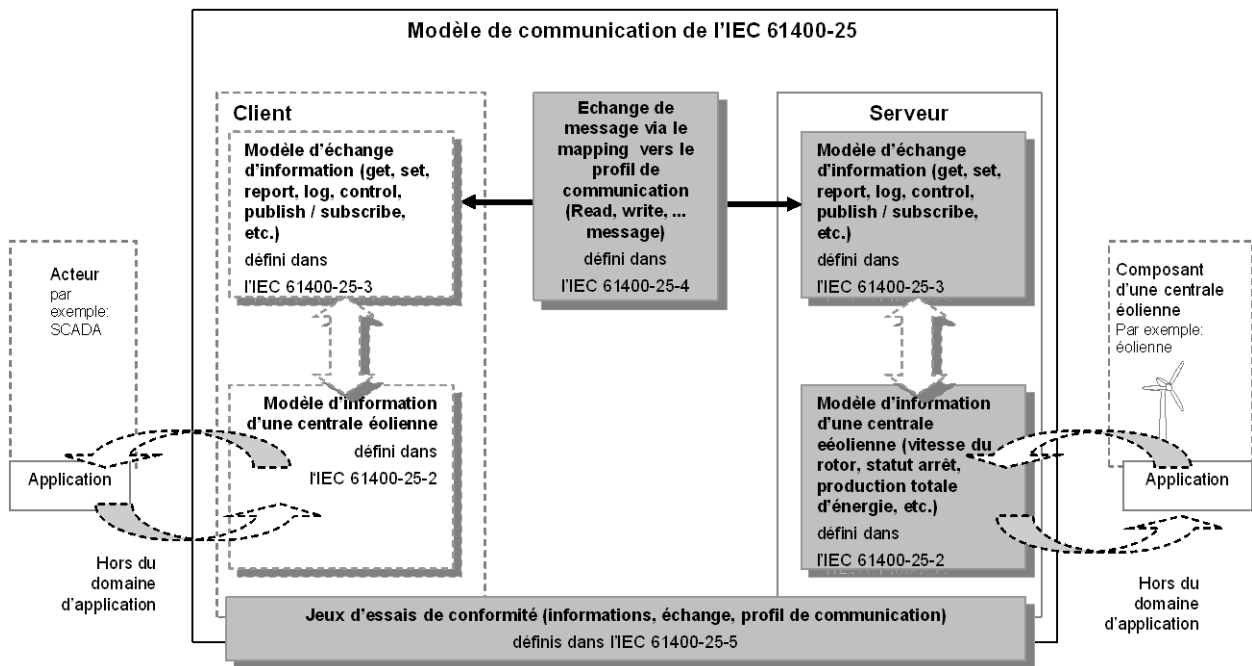 Modèle de communication de l'IEC 61400-25
Client
Modèle d'échange
d'information (get, set,
report, log, control,
publish / subscribe,
etc.)
défini dans
l'IEC 61400-25-3
Echange de
message via le
mapping vers le
profil de
communication
(Read, write, ...
message)
défini dans
l'IEC 61400-25-4
Serveur
Modèle d'échange
d'information (get, set,
report, log, control,
publish / subscribe,
etc.)
défini dans
l'IEC 61400-25-3
Acteur
par
exemple:
SCADA
Application
Hors du
domaine
d'application
Modèle d'information
d'une centrale éolienne
défini dans
l'IEC 61400-25-2
Modèle d'information
d'une centrale
eéolienne (vitesse du
rotor, statut arrêt,
production totale
d'énergie, etc.)
défini dans
l'IEC 61400-25-2
Composant
d'une centrale
éolienne
Par exemple:
éolienne
Application
Hors du
domaine
d'application
Jeux d'essais de conformité (informations, échange, profil de communication)
définis dans l'IEC 61400-25-5